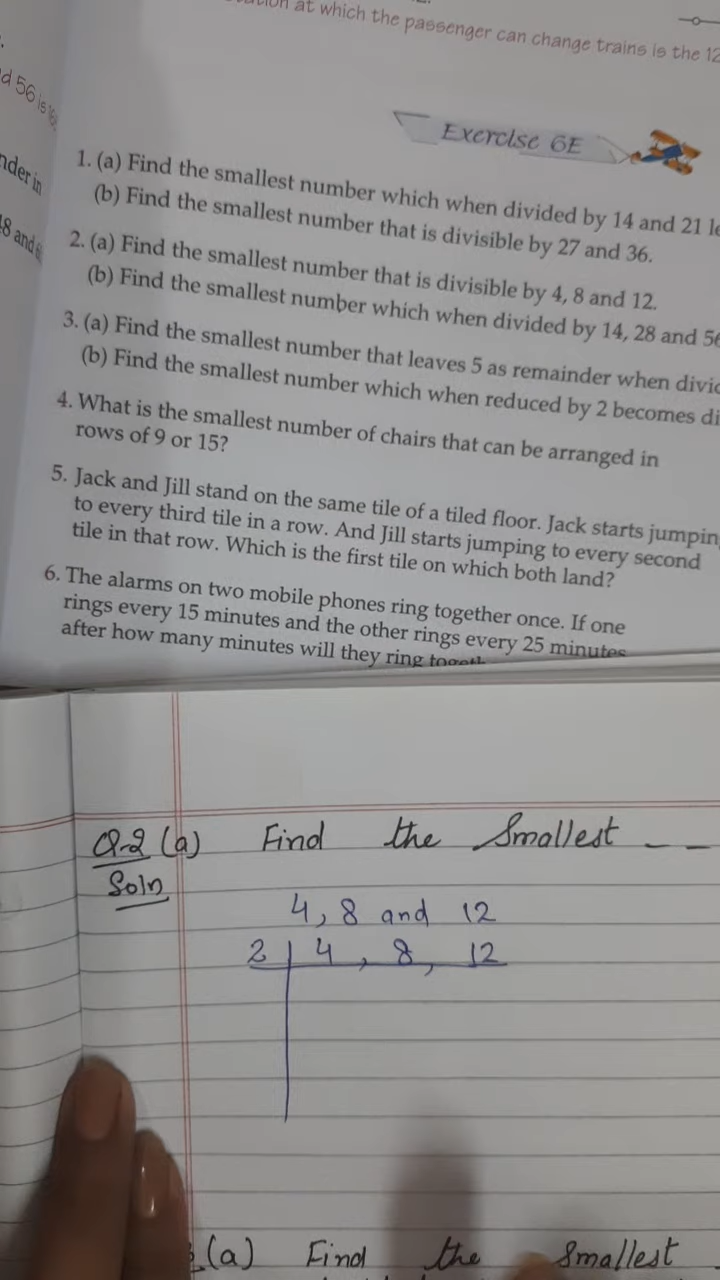 at which the passenger can change trains is the 12
d 56 is
nder in
8 and
Exercise 6E
1. (a) Find the smallest number which when divided by 14 and 21 le
(b) Find the smallest number that is divisible by 27 and 36.
2. (a) Find the smallest number that is divisible by 4, 8 and 12.
(b) Find the smallest number which when divided by 14, 28 and 56
3. (a) Find the smallest number that leaves 5 as remainder when divid
(b) Find the smallest number which when reduced by 2 becomes di
4. What is the smallest number of chairs that can be arranged in
rows of 9 or 15?
5. Jack and Jill stand on the same tile of a tiled floor. Jack starts jumpin
to every third tile in a row. And Jill starts jumping to every second
tile in that row. Which is the first tile on which both land?
6. The alarms on two mobile phones ring together once. If one
rings every 15 minutes and the other rings every 25 minutes
after how many minutes will they ring
Q-2 (a) Find the Smallest - -
Soln
4, 8 and 12
2 | 4, 8, 12
(a) Find the smallest